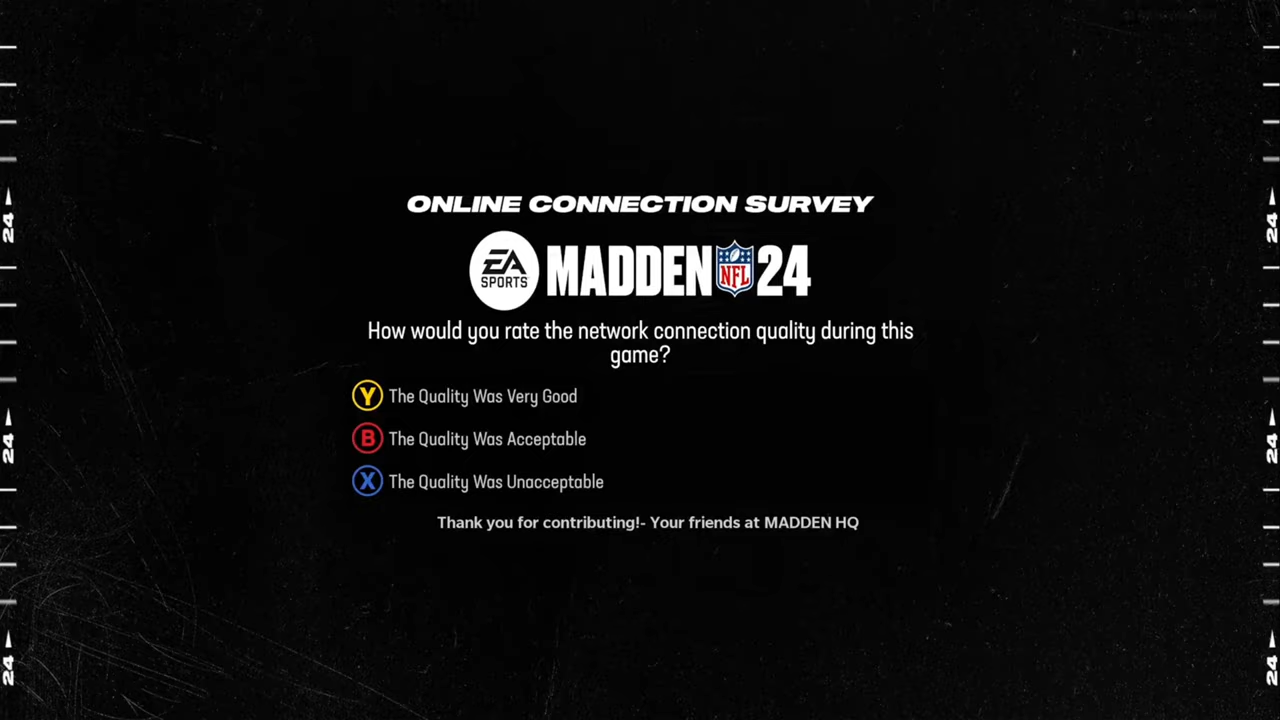 ONLINE CONNECTION SURVEY
EA SPORTS MADDEN NFL 24
How would you rate the network connection quality during this
game?
Y The Quality Was Very Good
B The Quality Was Acceptable
X The Quality Was Unacceptable
Thank you for contributing!- Your friends at MADDEN HQ
24
24
24
24
24
24